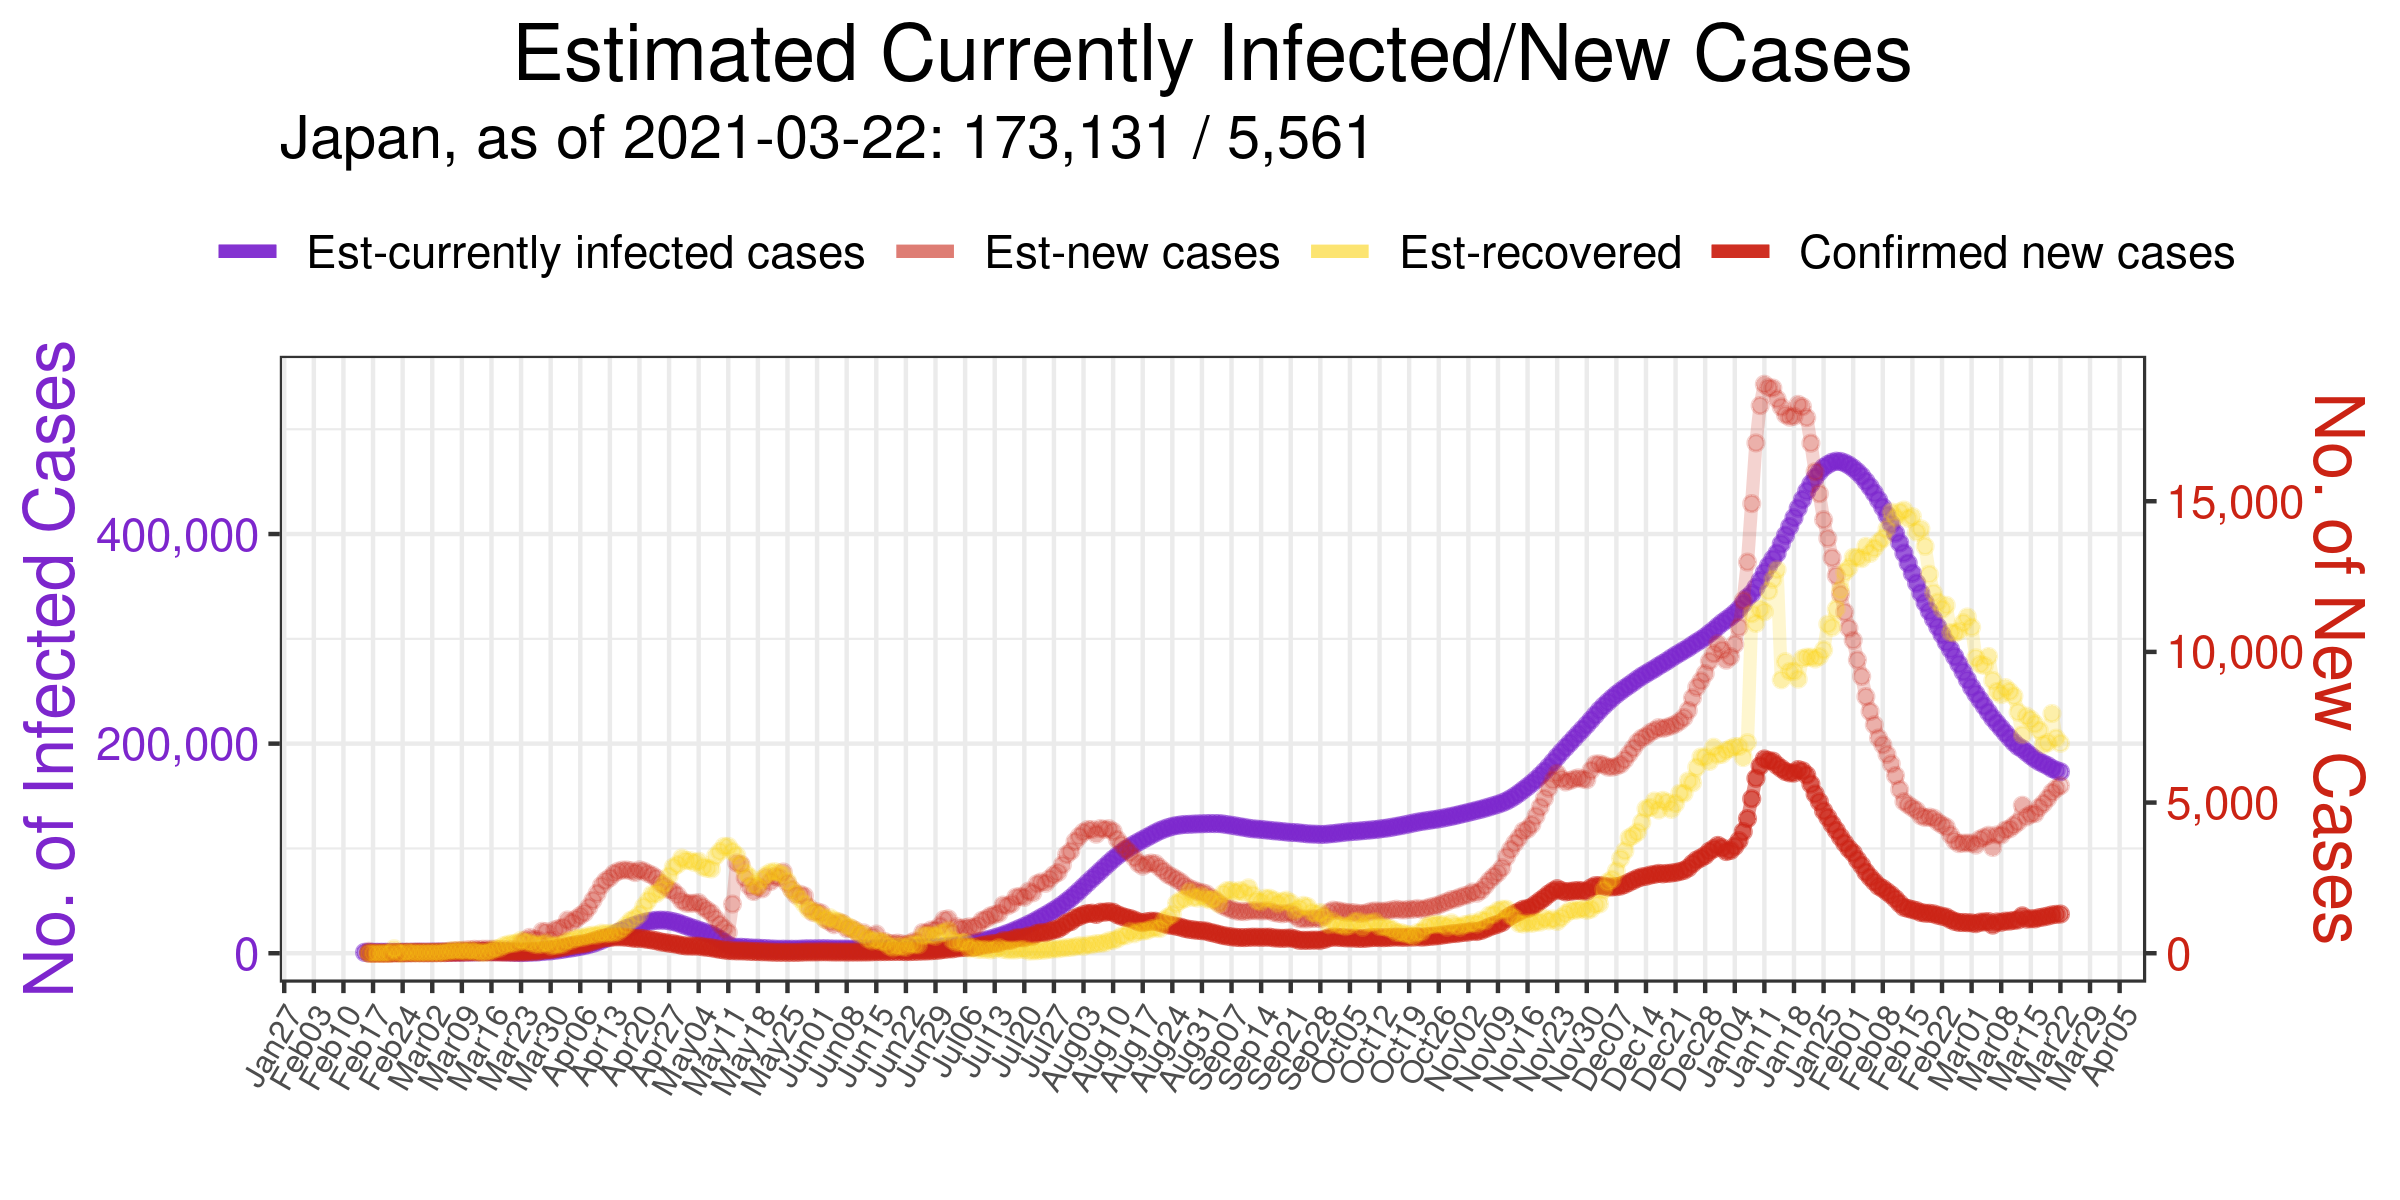 Estimated Currently Infected/New Cases
Japan, as of 2021-03-22: 173,131 / 5,561
Est-currently infected cases
Est-new cases
Est-recovered
Confirmed new cases
No. of Infected Cases
400,000
200,000
0
15,000
10,000
5,000
0
No. of New Cases
Jan27
Feb03
Feb10
Feb17
Feb24
Mar02
Mar09
Mar16
Mar23
Mar30
Apr06
Apr13
Apr20
Apr27
May04
May11
May18
May25
Jun01
Jun08
Jun15
Jun22
Jun29
Jul06
Jul13
Jul20
Jul27
Aug03
Aug10
Aug17
Aug24
Aug31
Sep07
Sep14
Sep21
Sep28
Oct05
Oct12
Oct19
Oct26
Nov02
Nov09
Nov16
Nov23
Nov30
Dec07
Dec14
Dec21
Dec28
Jan04
Jan11
Jan18
Jan25
Feb01
Feb08
Feb15
Feb22
Mar01
Mar08
Mar15
Mar22
Mar29
Apr05